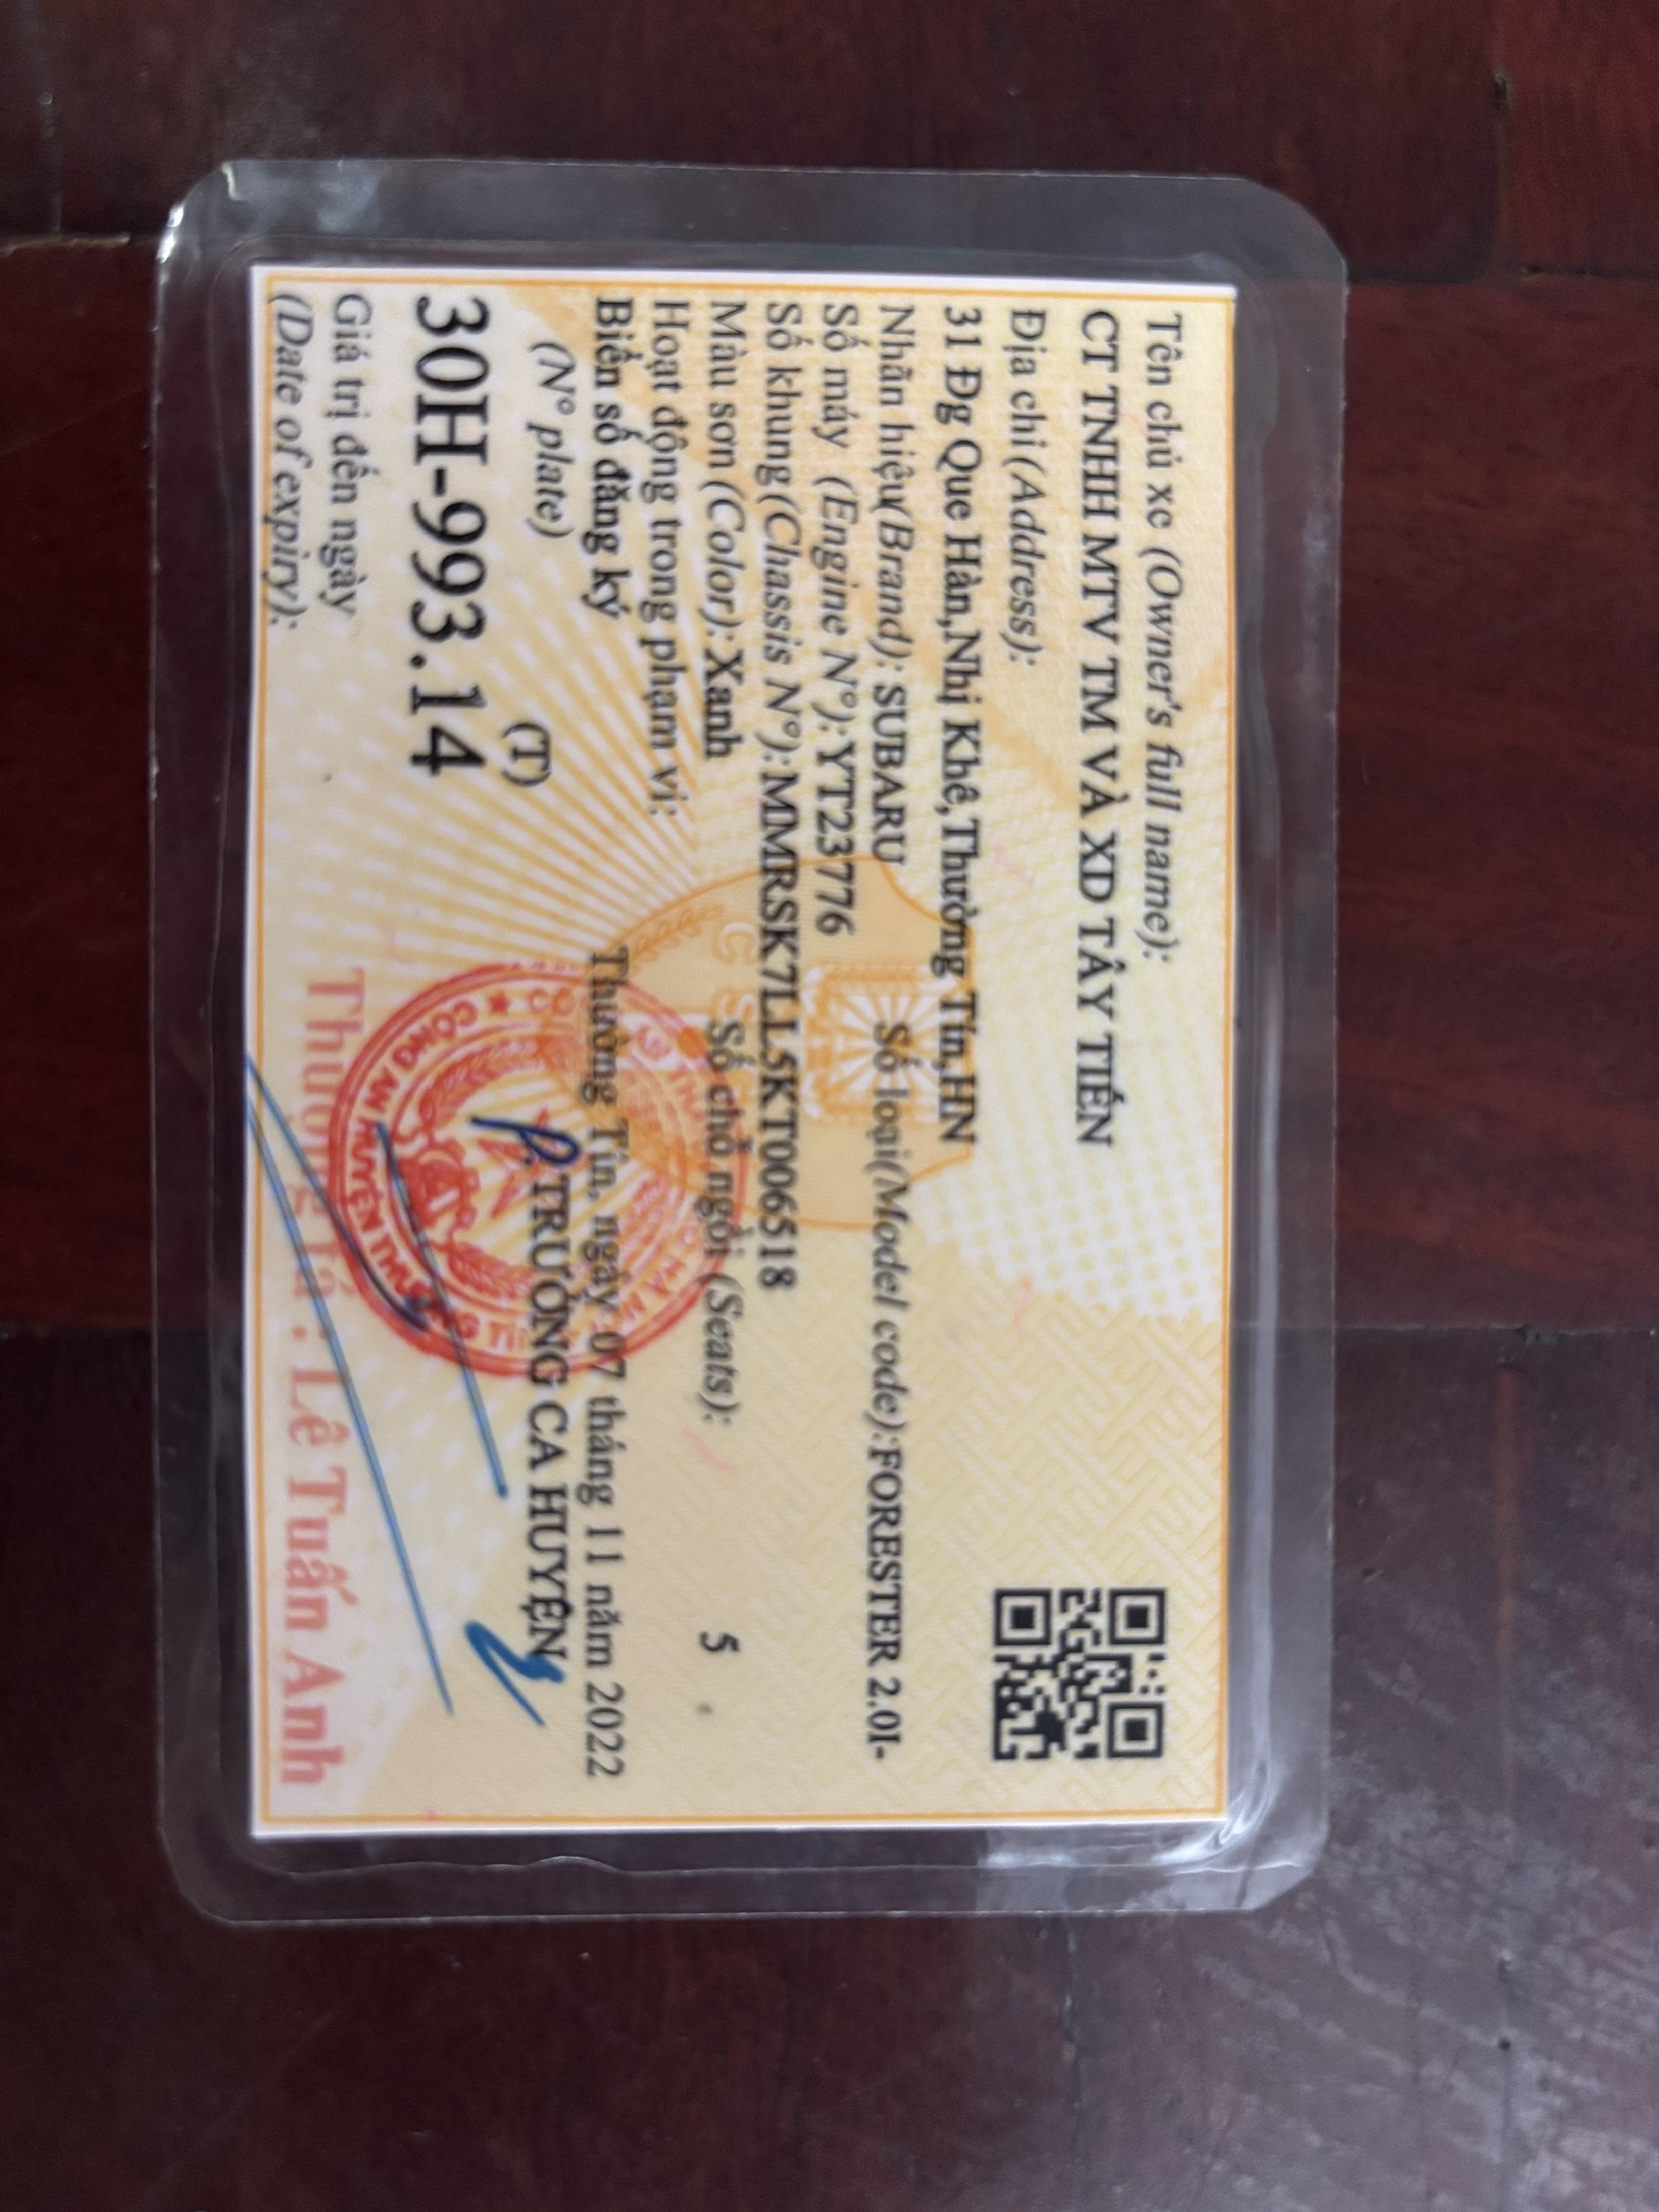 Tên chủ xe (Owner's full name):
CT TNHH MTV TM VÀ XD TÂY TIẾN
Địa chỉ (Address):
31 Đg Que Hàn,Nhị Khê,Thường Tín,HN
Nhãn hiệu(Brand): SUBARU Số loại(Model code):FORESTER 2.0I-
Số máy (Engine N°):YT23776
Số khung(Chassis N°):MMRSK7LL5KT006518
Màu sơn (Color): Xanh Số chỗ ngồi (Seats): 5
Hoạt động trong phạm vi:
Biển số đăng ký Thường Tín, ngày 07 tháng 11 năm 2022
(N° plate) (T) P. TRƯỞNG CA HUYỆN
30H-993.14
Giá trị đến ngày
(Date of expiry):
Thượng tá : Lê Tuấn Anh